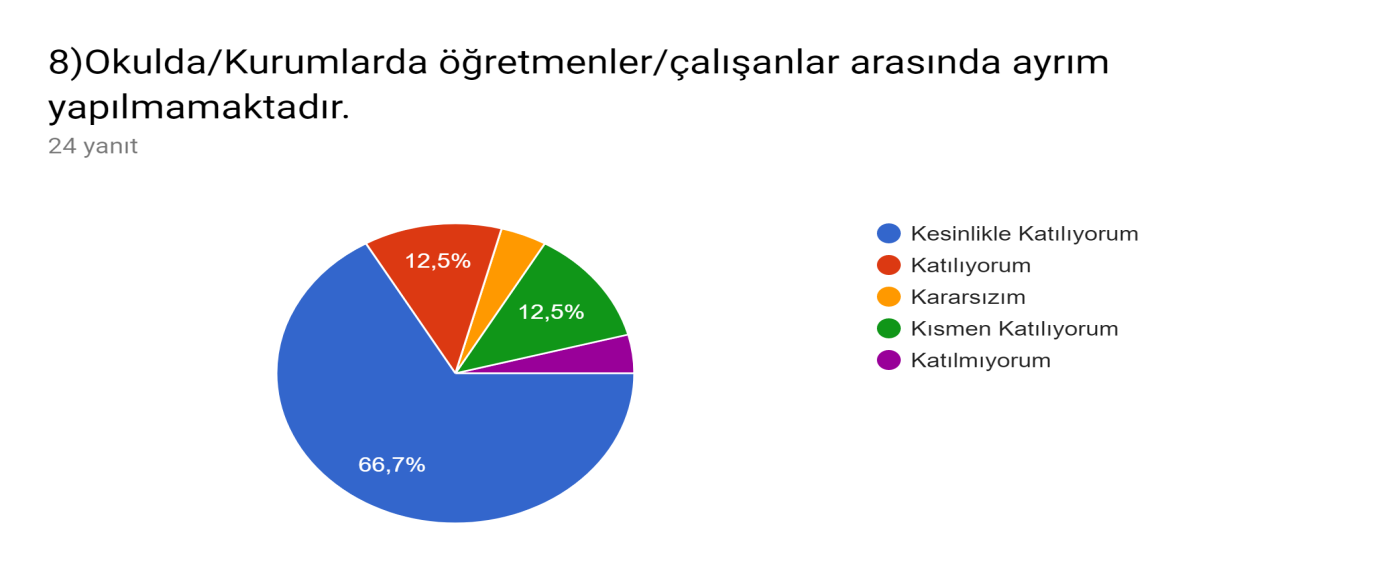 8)Okulda/Kurumlarda öğretmenler/çalışanlar arasında ayrım
yapılmamaktadır.
24 yanıt
12,5%
12,5%
66,7%
Kesinlikle Katılıyorum
Katılıyorum
Kararsızım
Kısmen Katılıyorum
Katılmıyorum